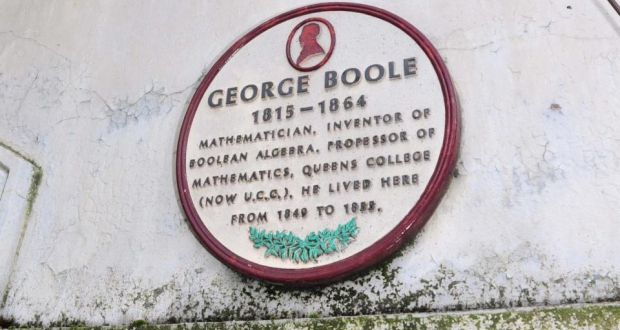 GEORGE BOOLE
1815–1864
MATHEMATICIAN, INVENTOR OF
BOOLEAN ALGEBRA, PROFESSOR OF
MATHEMATICS, QUEENS COLLEGE
(NOW U.C.C.). HE LIVED HERE
FROM 1849 TO